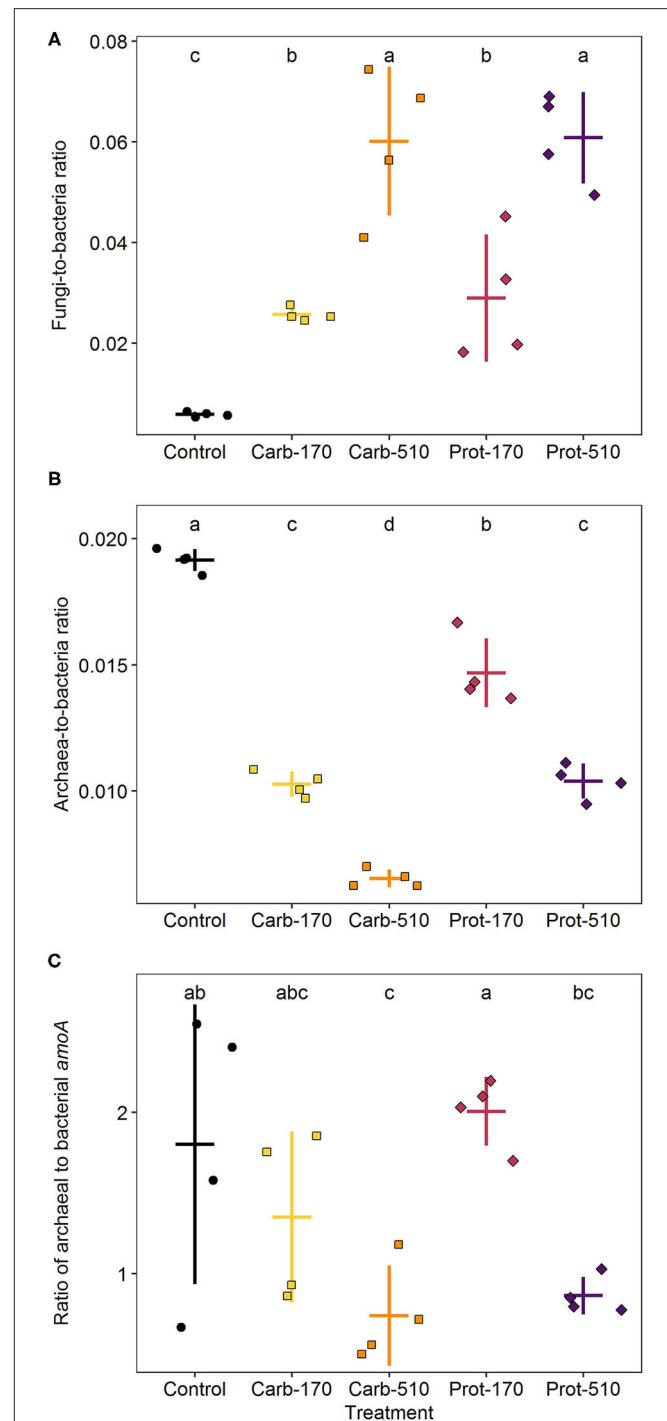 A
Fungi-to-bacteria ratio
0.08
0.06
0.04
0.02
c b a b a
Control Carb-170 Carb-510 Prot-170 Prot-510
B
Archaea-to-bacteria ratio
0.020
0.015
0.010
a c d b c
Control Carb-170 Carb-510 Prot-170 Prot-510
C
Ratio of archaeal to bacterial amoA
2
1
ab abc c a bc
Control Carb-170 Carb-510 Prot-170 Prot-510
Treatment